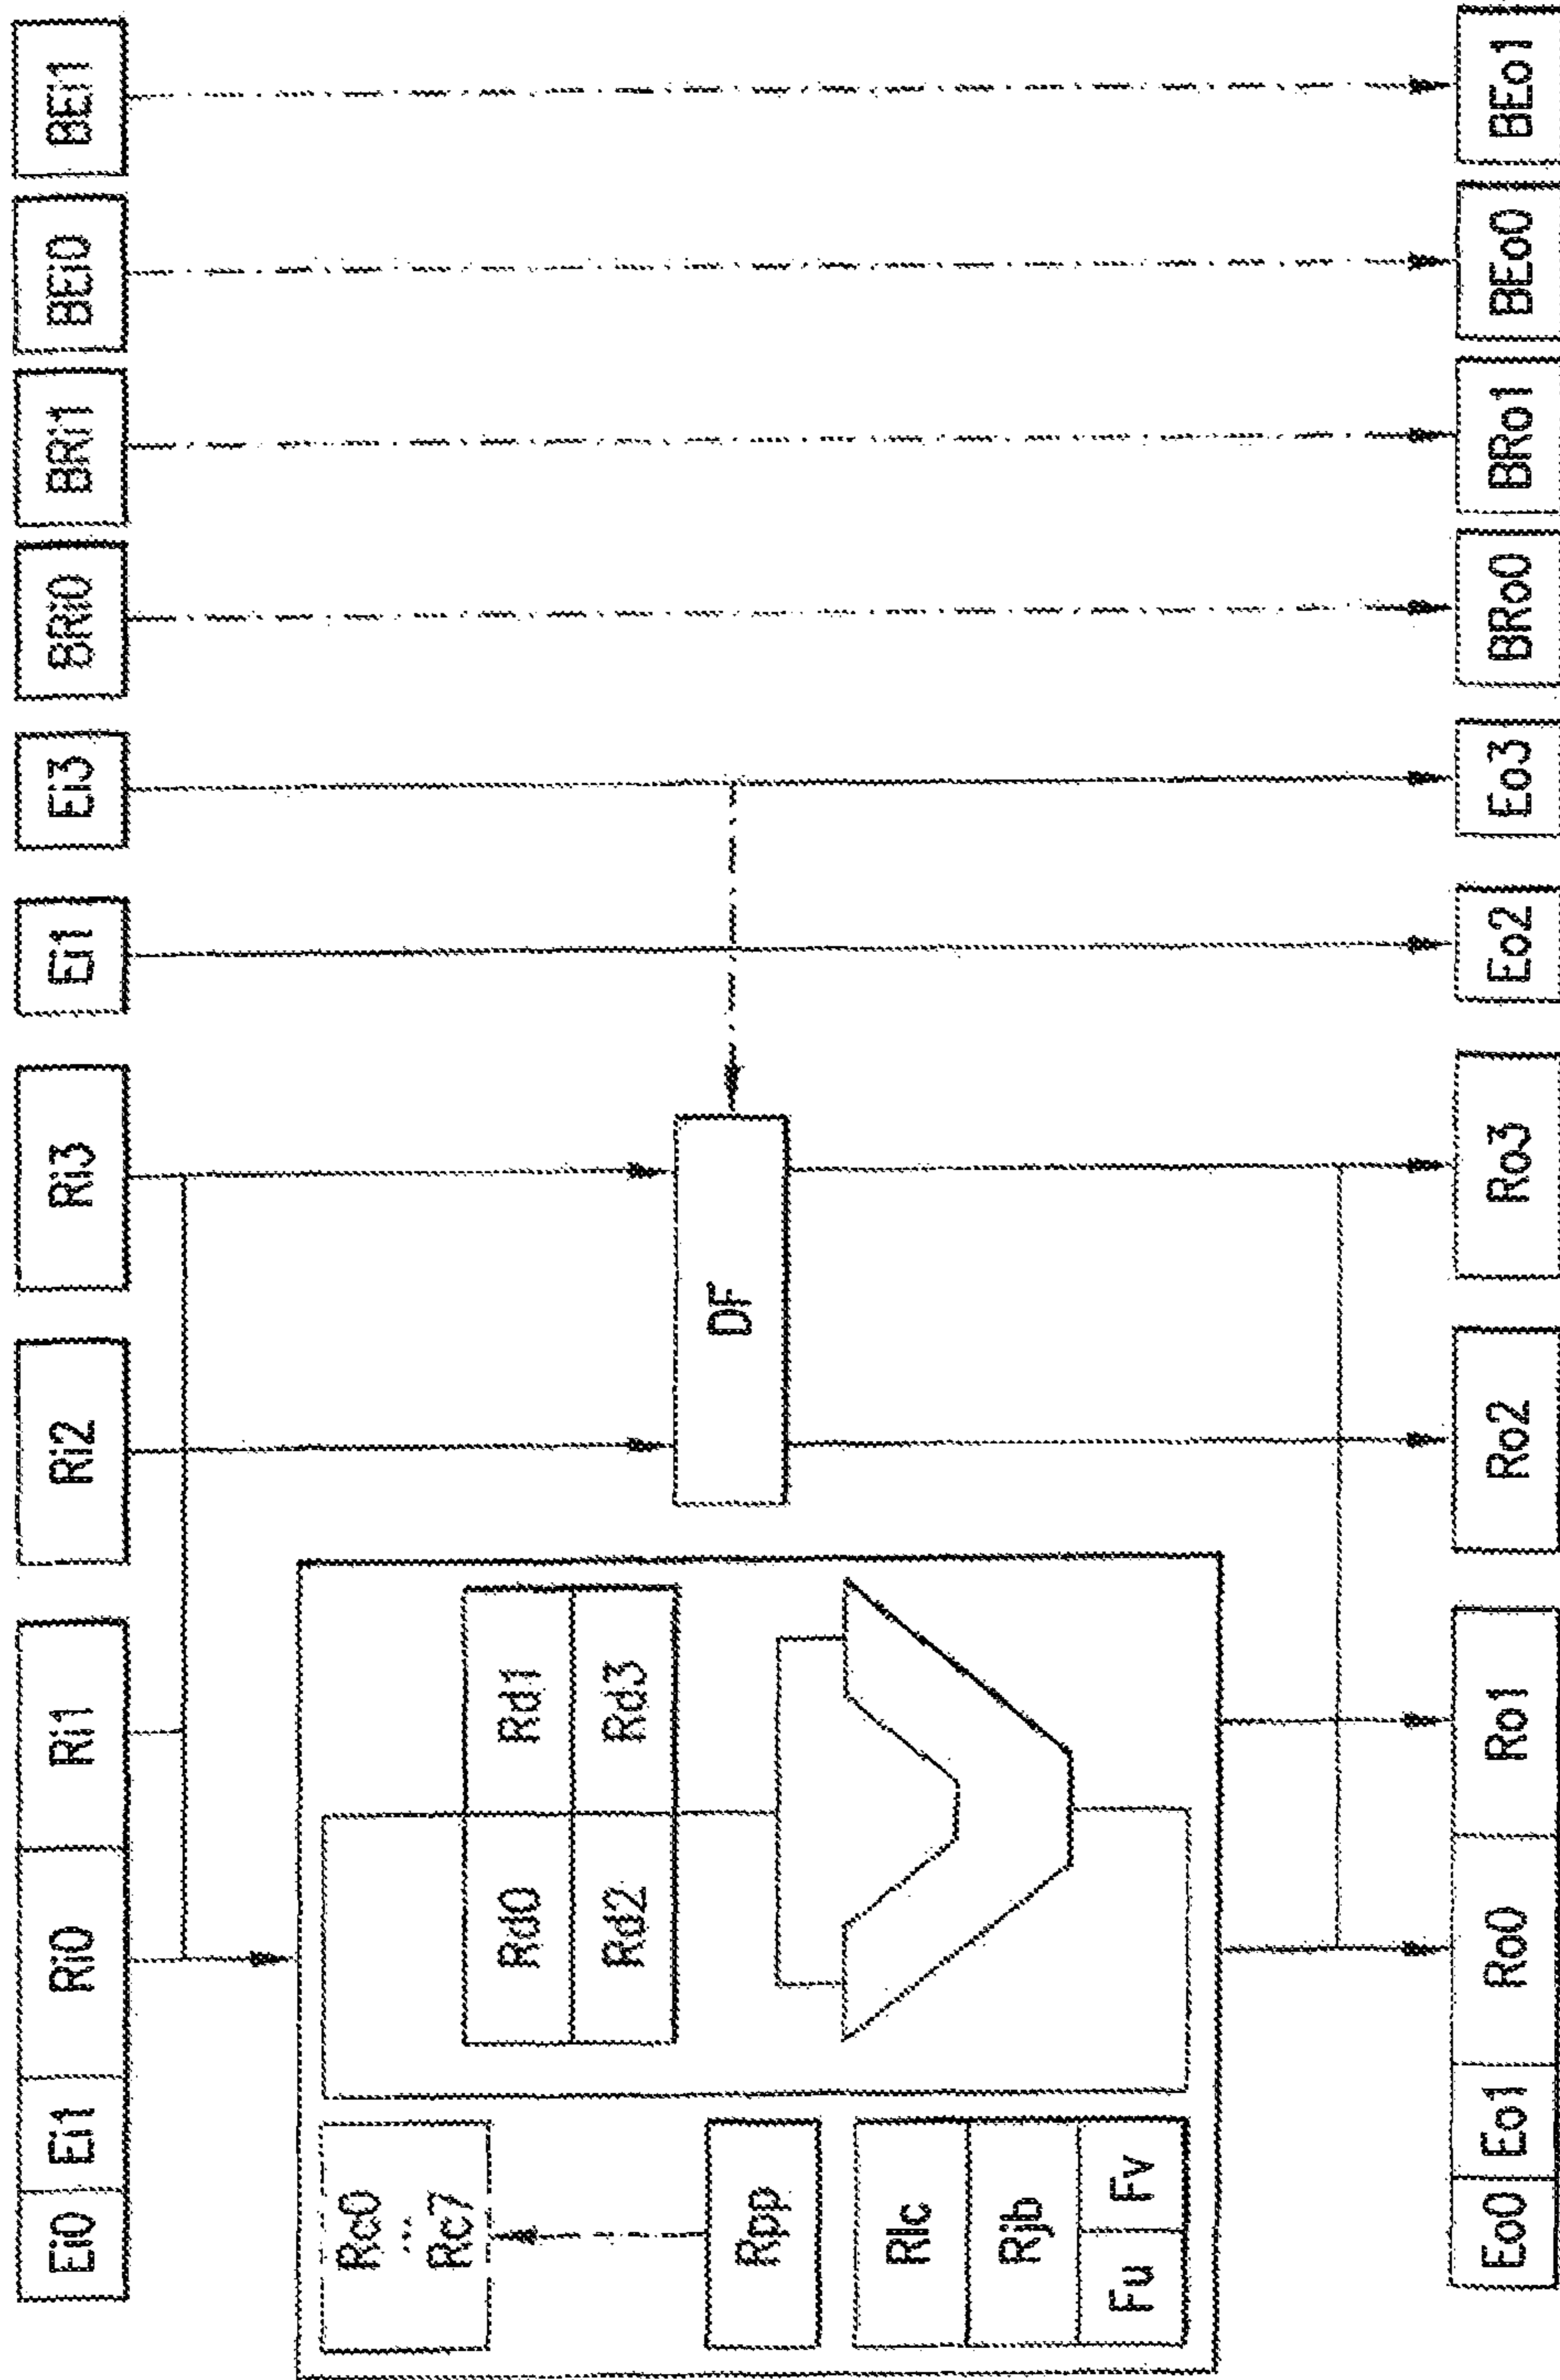 Ei0
Ei1
Ri0
Ri1
Ri2
Ri3
Ei1
Ei3
BRi0
BRi1
BEi0
BEi1
Rc0
...
Rc7
Rd0
Rd1
Rd2
Rd3
Rpp
DF
Rlc
Rjb
Fu
Fv
Eo0
Eo1
Ro0
Ro1
Ro2
Ro3
Eo2
Eo3
BRo0
BRo1
BEo0
BEo1